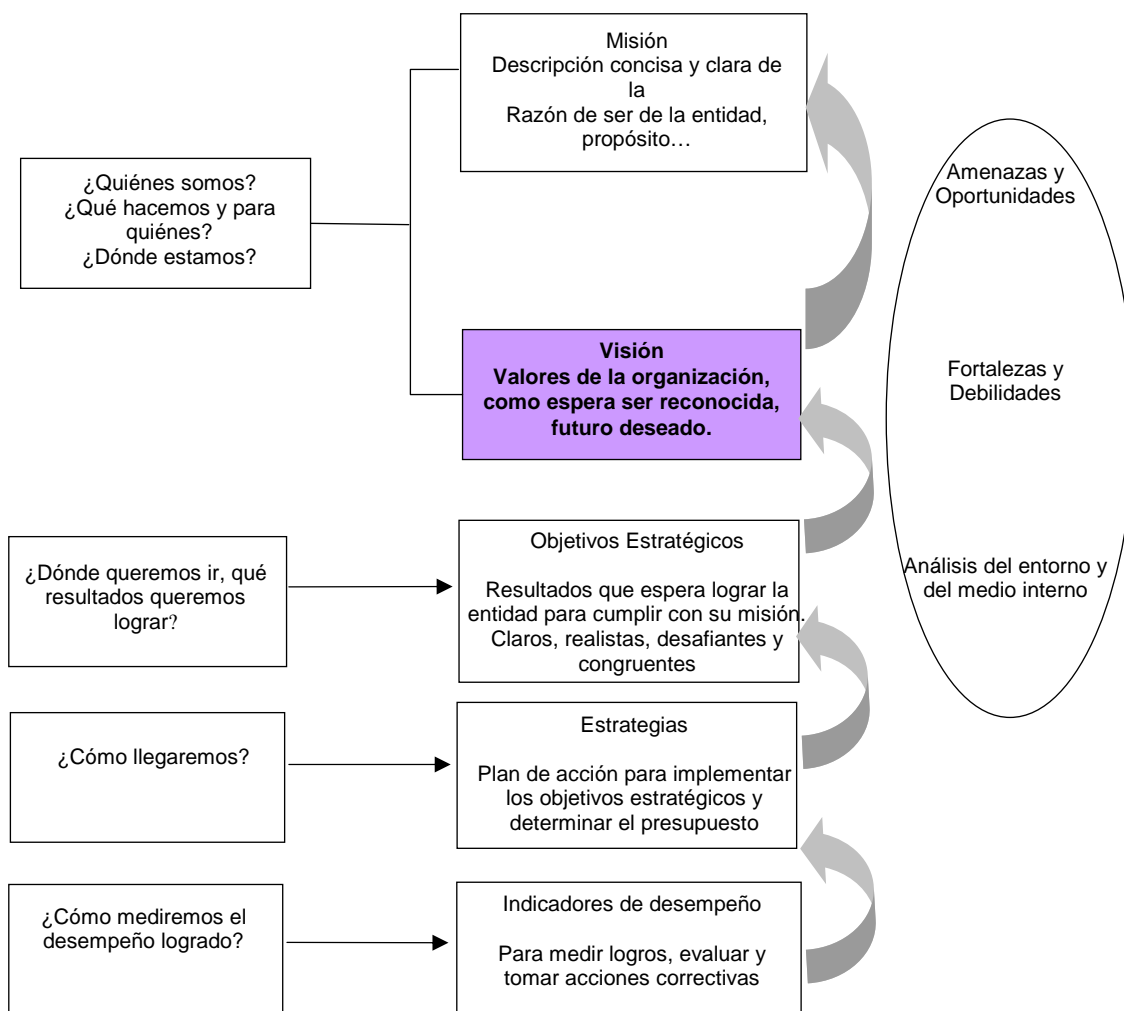 Misión
Descripción concisa y clara de
la
Razón de ser de la entidad,
propósito…
¿Quiénes somos?
¿Qué hacemos y para
quiénes?
¿Dónde estamos?
Amenazas y
Oportunidades
Visión
Valores de la organización,
como espera ser reconocida,
futuro deseado.
Fortalezas y
Debilidades
¿Dónde queremos ir, qué
resultados queremos
lograr?
Objetivos Estratégicos
Resultados que espera lograr la
entidad para cumplir con su misión.
Claros, realistas, desafiantes y
congruentes
Análisis del entorno y
del medio interno
¿Cómo llegaremos?
Estrategias
Plan de acción para implementar
los objetivos estratégicos y
determinar el presupuesto
¿Cómo mediremos el
desempeño logrado?
Indicadores de desempeño
Para medir logros, evaluar y
tomar acciones correctivas